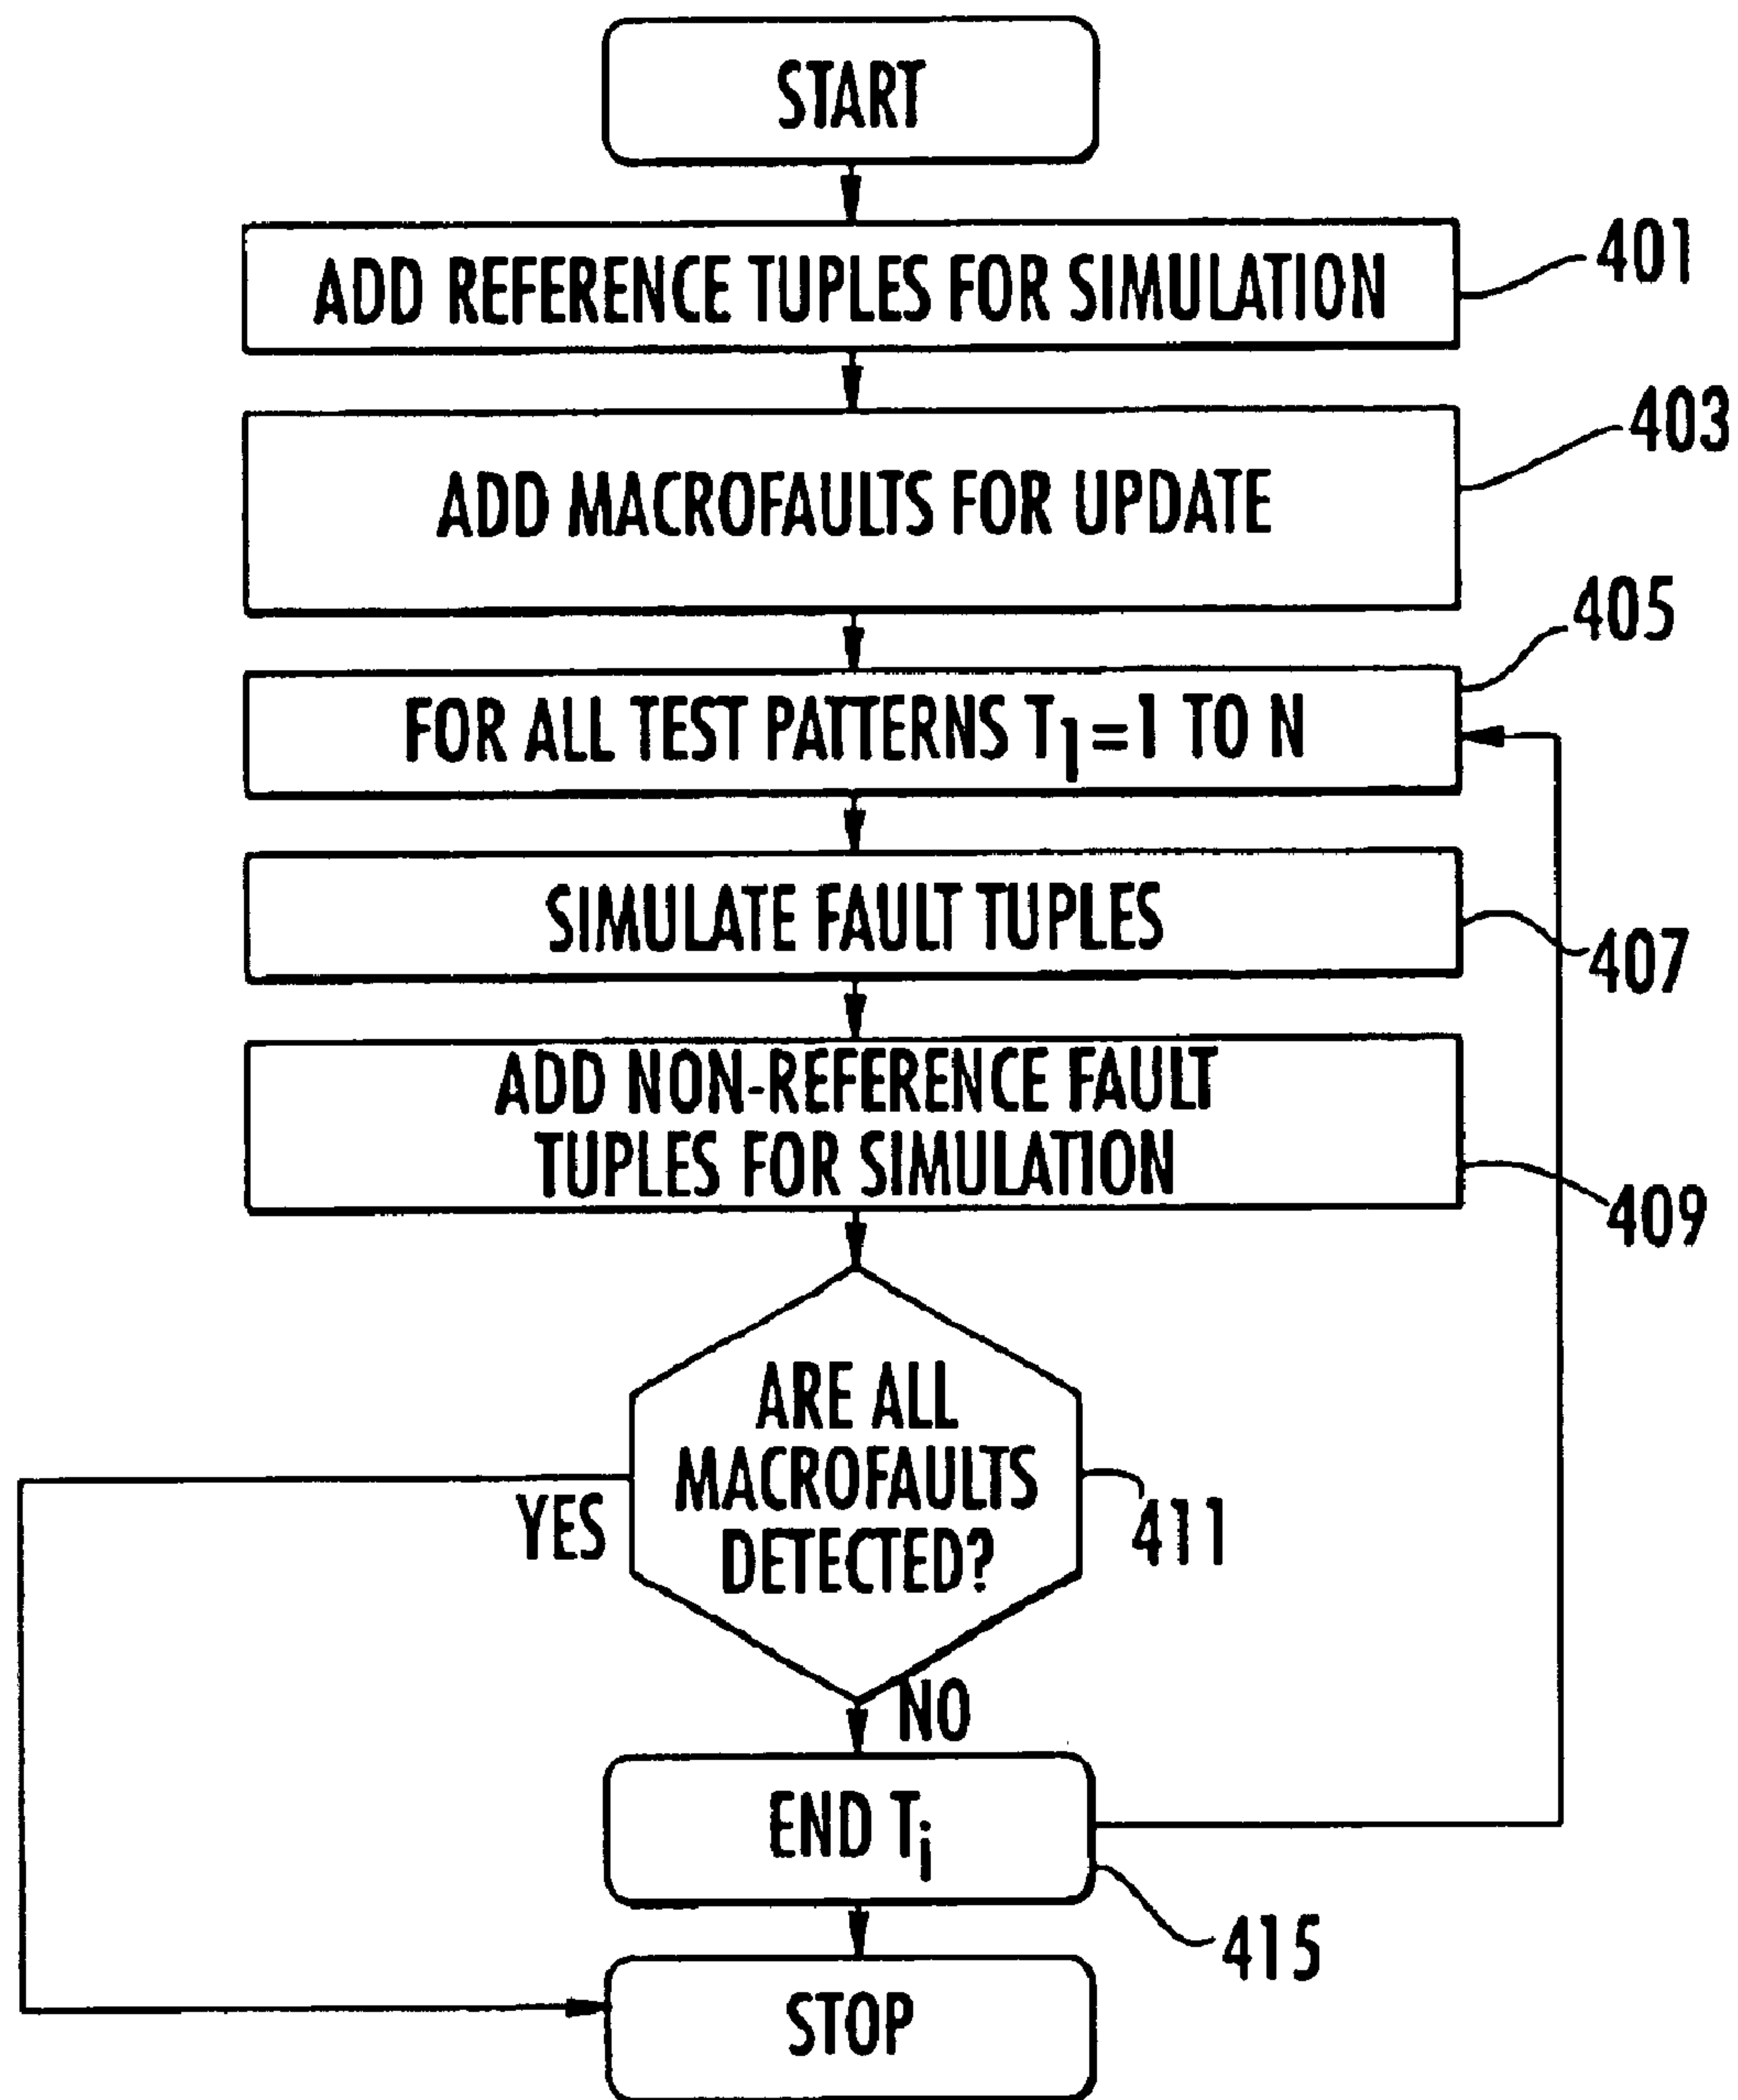 START
ADD REFERENCE TUPLES FOR SIMULATION
401
ADD MACROFAULTS FOR UPDATE
403
FOR ALL TEST PATTERNS T1=1 TO N
405
SIMULATE FAULT TUPLES
407
ADD NON-REFERENCE FAULT
TUPLES FOR SIMULATION
409
ARE ALL
MACROFAULTS
DETECTED?
411
YES
NO
END Ti
415
STOP